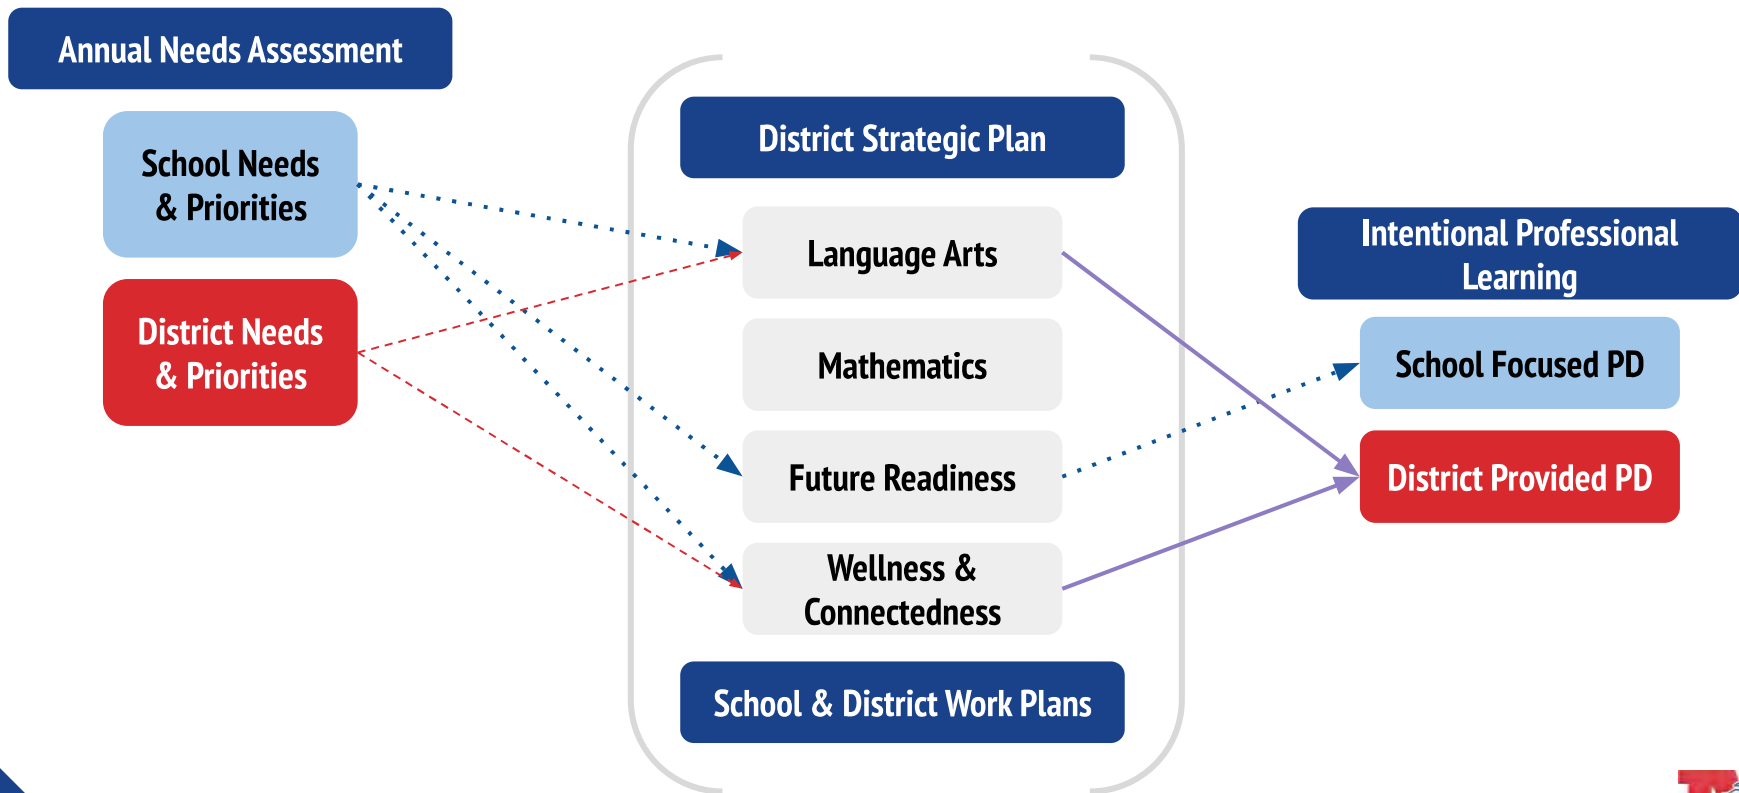 Annual Needs Assessment
School Needs
& Priorities
District Needs
& Priorities
District Strategic Plan
Language Arts
Mathematics
Future Readiness
Wellness &
Connectedness
School & District Work Plans
Intentional Professional
Learning
School Focused PD
District Provided PD